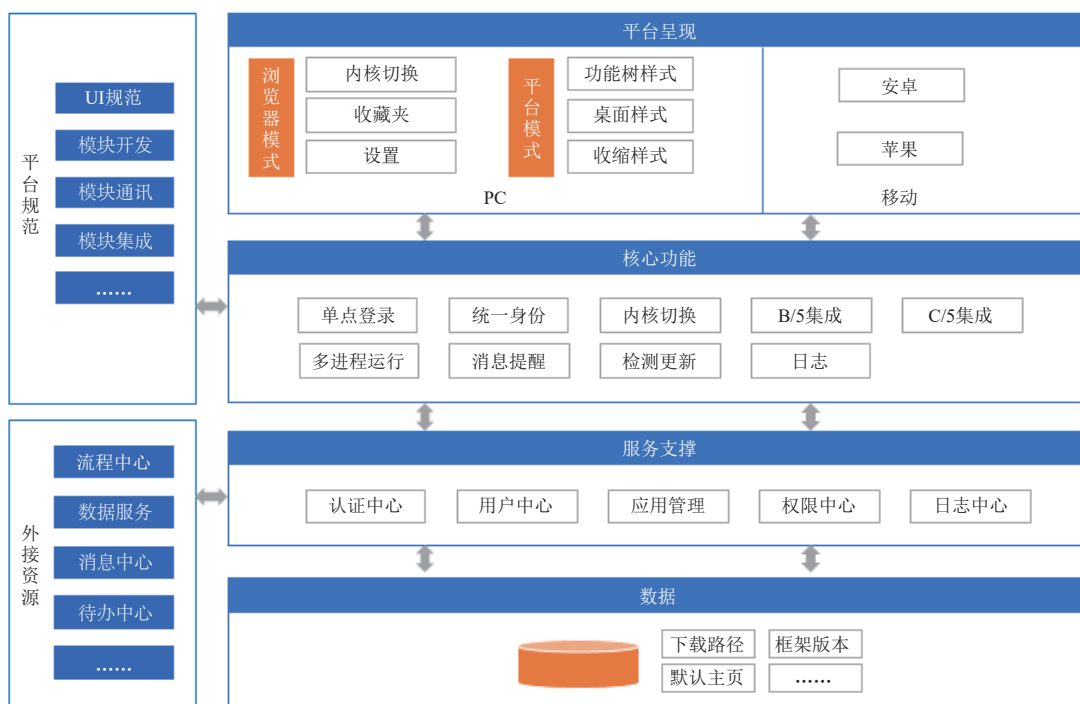 平台规范
UI规范
模块开发
模块通讯
模块集成
……
外接资源
流程中心
数据服务
消息中心
待办中心
……
平台呈现
浏览器模式
内核切换
收藏夹
设置
平台模式
功能树样式
桌面样式
收缩样式
PC
安卓
苹果
移动
核心功能
单点登录
统一身份
内核切换
B/5集成
C/5集成
多进程运行
消息提醒
检测更新
日志
服务支撑
认证中心
用户中心
应用管理
权限中心
日志中心
数据
下载路径
框架版本
默认主页
……